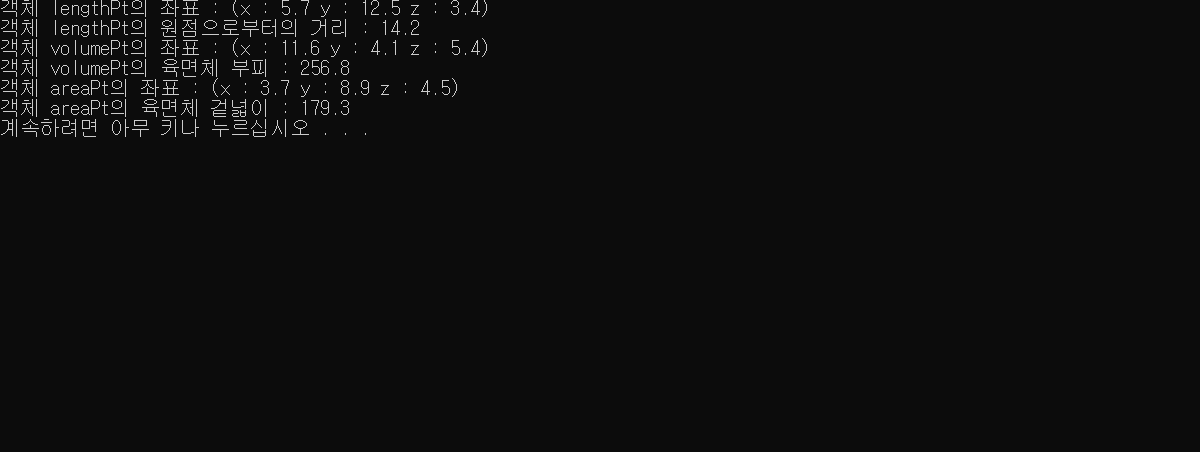 객체 lengthPt의 좌표 : (x : 5.7 y : 12.5 z : 3.4)
객체 lengthPt의 원점으로부터의 거리 : 14.2
객체 volumePt의 좌표 : (x : 11.6 y : 4.1 z : 5.4)
객체 volumePt의 육면체 부피 : 256.8
객체 areaPt의 좌표 : (x : 3.7 y : 8.9 z : 4.5)
객체 areaPt의 육면체 겉넓이 : 179.3
계속하려면 아무 키나 누르십시오 . . .